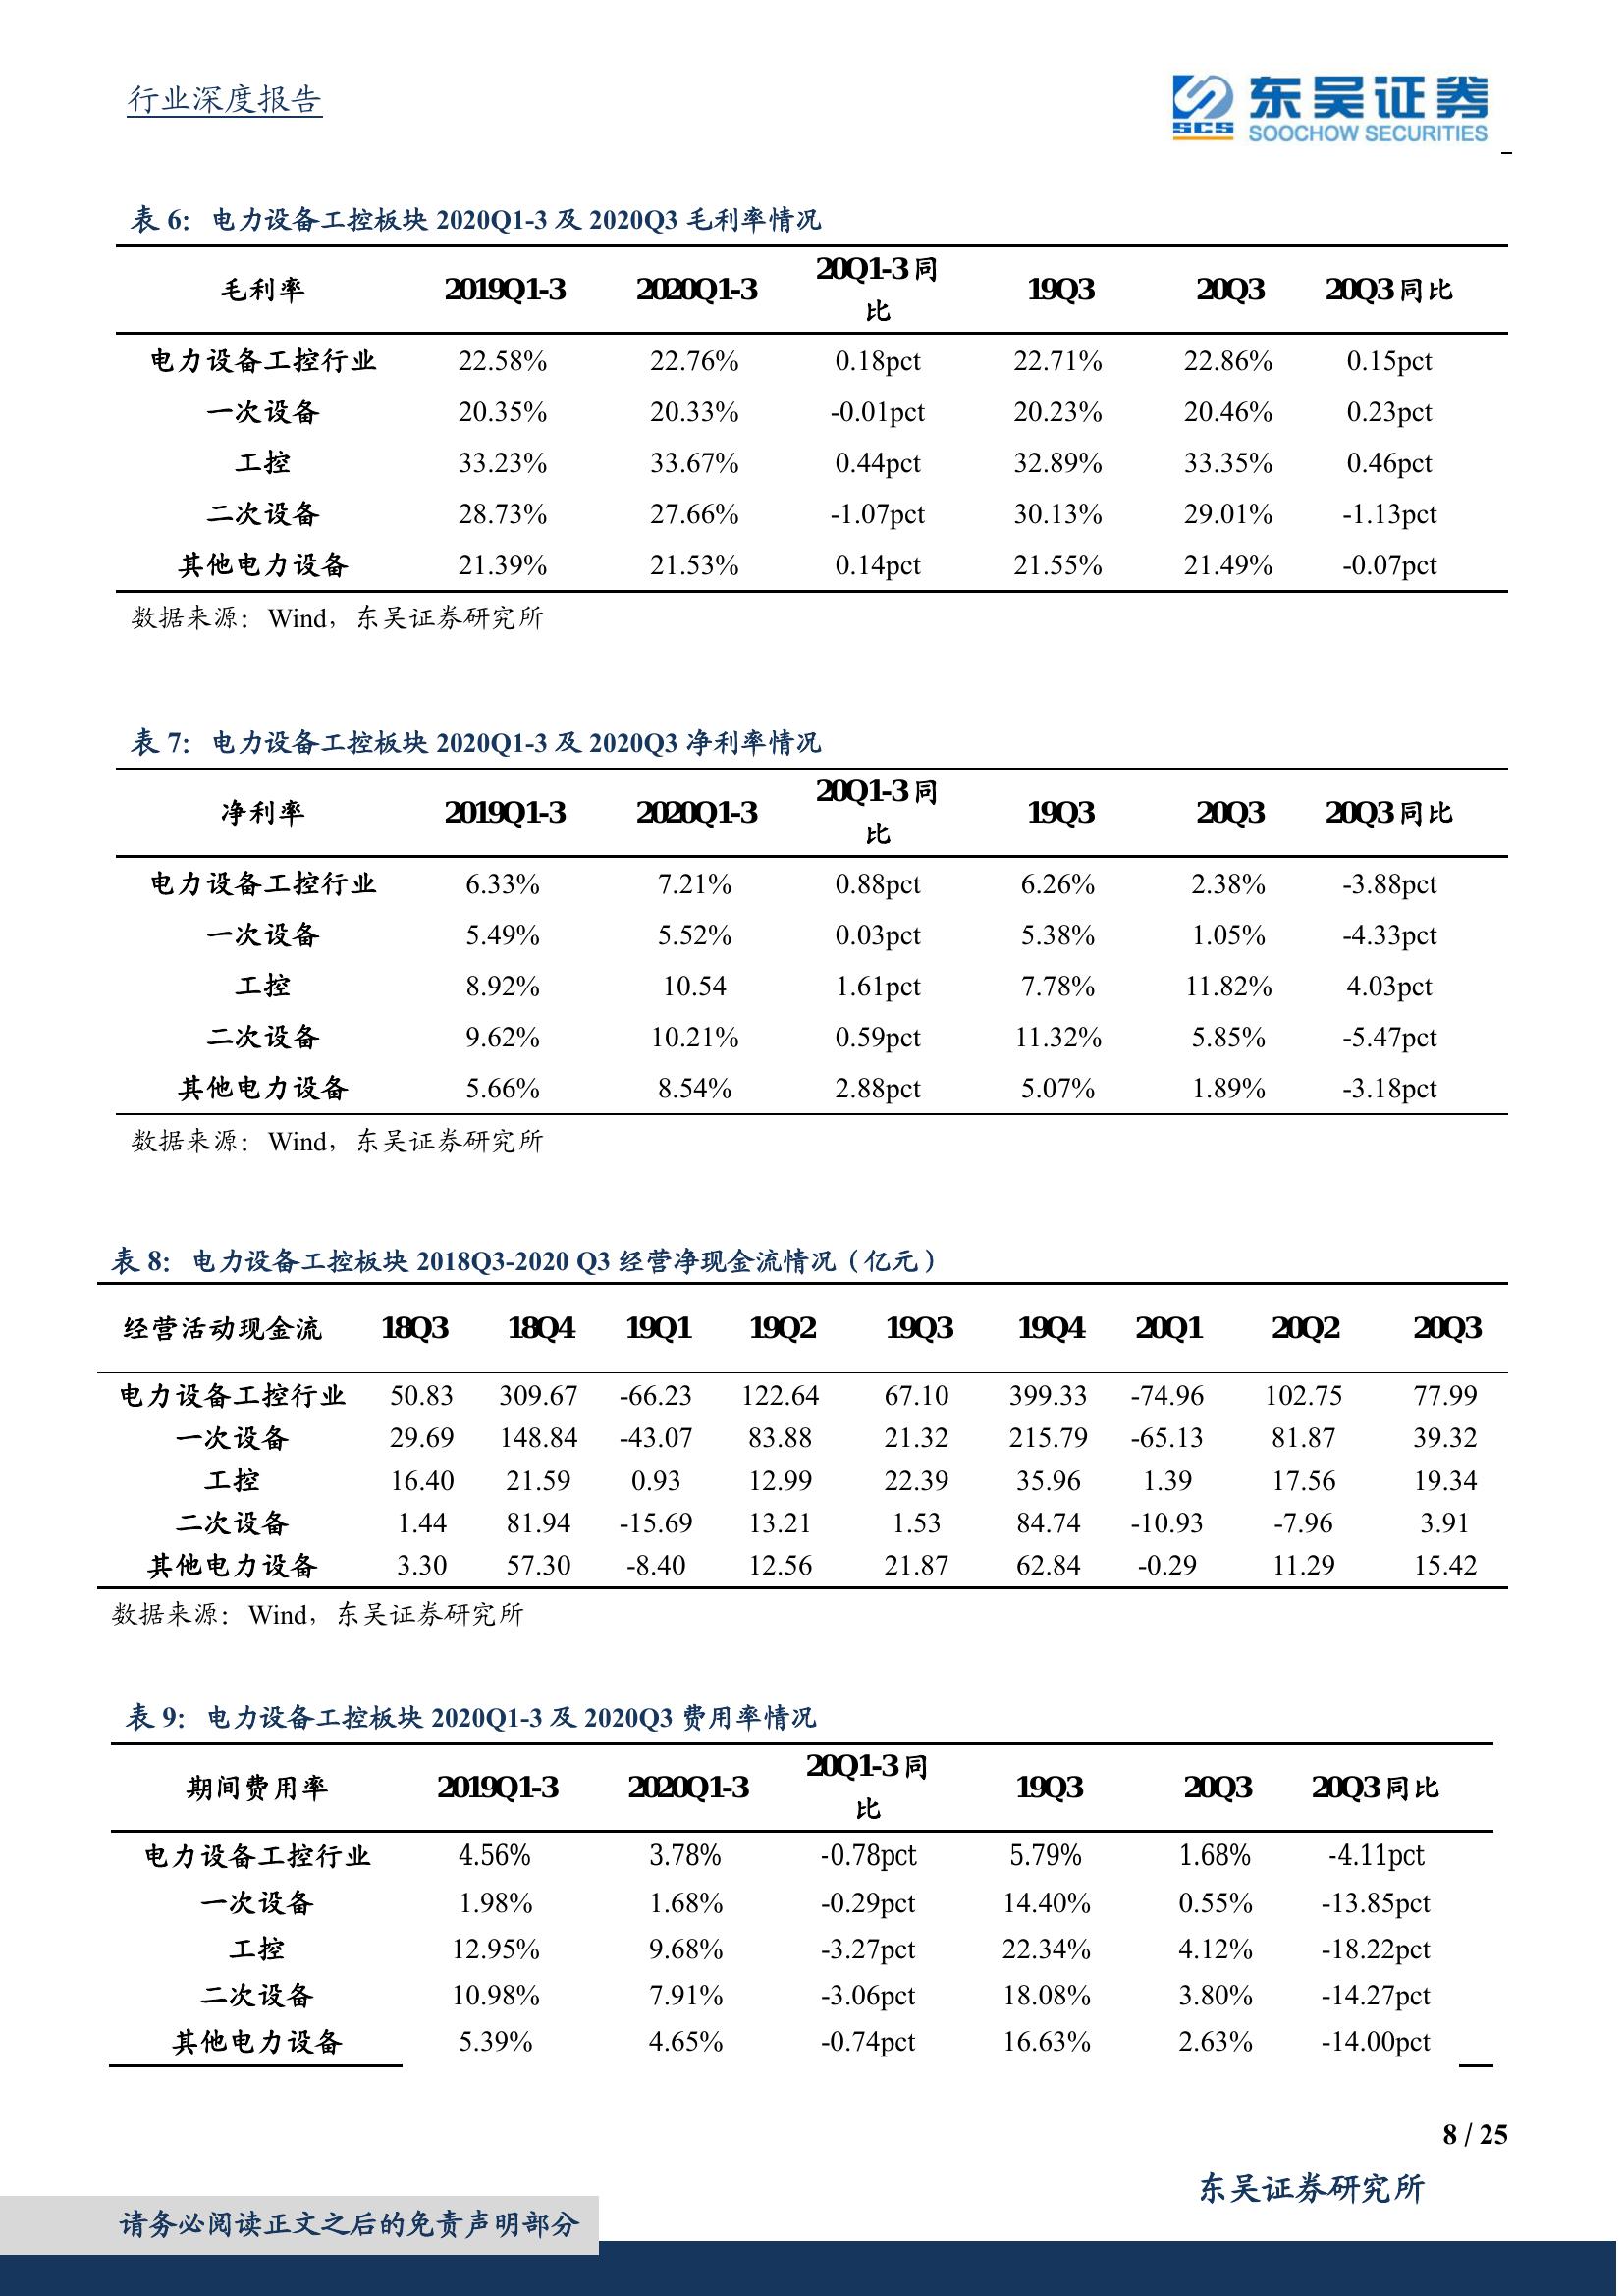 行业深度报告
SCS 东吴证券
SOOCHOW SECURITIES
表 6：电力设备工控板块 2020Q1-3 及 2020Q3 毛利率情况
毛利率 2019Q1-3 2020Q1-3 20Q1-3 同比 19Q3 20Q3 20Q3 同比
电力设备工控行业 22.58% 22.76% 0.18pct 22.71% 22.86% 0.15pct
一次设备 20.35% 20.33% -0.01pct 20.23% 20.46% 0.23pct
工控 33.23% 33.67% 0.44pct 32.89% 33.35% 0.46pct
二次设备 28.73% 27.66% -1.07pct 30.13% 29.01% -1.13pct
其他电力设备 21.39% 21.53% 0.14pct 21.55% 21.49% -0.07pct
数据来源：Wind，东吴证券研究所
表 7：电力设备工控板块 2020Q1-3 及 2020Q3 净利率情况
净利率 2019Q1-3 2020Q1-3 20Q1-3 同比 19Q3 20Q3 20Q3 同比
电力设备工控行业 6.33% 7.21% 0.88pct 6.26% 2.38% -3.88pct
一次设备 5.49% 5.52% 0.03pct 5.38% 1.05% -4.33pct
工控 8.92% 10.54 1.61pct 7.78% 11.82% 4.03pct
二次设备 9.62% 10.21% 0.59pct 11.32% 5.85% -5.47pct
其他电力设备 5.66% 8.54% 2.88pct 5.07% 1.89% -3.18pct
数据来源：Wind，东吴证券研究所
表 8：电力设备工控板块 2018Q3-2020 Q3 经营净现金流情况（亿元）
经营活动现金流 18Q3 18Q4 19Q1 19Q2 19Q3 19Q4 20Q1 20Q2 20Q3
电力设备工控行业 50.83 309.67 -66.23 122.64 67.10 399.33 -74.96 102.75 77.99
一次设备 29.69 148.84 -43.07 83.88 21.32 215.79 -65.13 81.87 39.32
工控 16.40 21.59 0.93 12.99 22.39 35.96 1.39 17.56 19.34
二次设备 1.44 81.94 -15.69 13.21 1.53 84.74 -10.93 -7.96 3.91
其他电力设备 3.30 57.30 -8.40 12.56 21.87 62.84 -0.29 11.29 15.42
数据来源：Wind，东吴证券研究所
表 9：电力设备工控板块 2020Q1-3 及 2020Q3 费用率情况
期间费用率 2019Q1-3 2020Q1-3 20Q1-3 同比 19Q3 20Q3 20Q3 同比
电力设备工控行业 4.56% 3.78% -0.78pct 5.79% 1.68% -4.11pct
一次设备 1.98% 1.68% -0.29pct 14.40% 0.55% -13.85pct
工控 12.95% 9.68% -3.27pct 22.34% 4.12% -18.22pct
二次设备 10.98% 7.91% -3.06pct 18.08% 3.80% -14.27pct
其他电力设备 5.39% 4.65% -0.74pct 16.63% 2.63% -14.00pct
8 / 25
东吴证券研究所
请务必阅读正文之后的免责声明部分